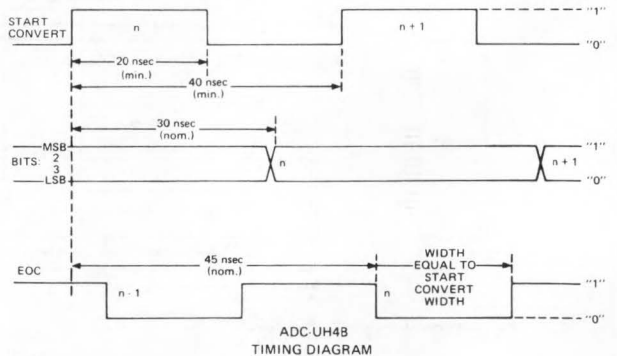 START
CONVERT
n
n + 1
"1"
"0"
20 nsec
(min.)
40 nsec
(min.)
30 nsec
(nom.)
BITS:
MSB
2
3
LSB
n
n + 1
"1"
"0"
EOC
45 nsec
(nom.)
WIDTH
EQUAL TO
START
CONVERT
WIDTH
n - 1
n
"1"
"0"
ADC-UH4B
TIMING DIAGRAM